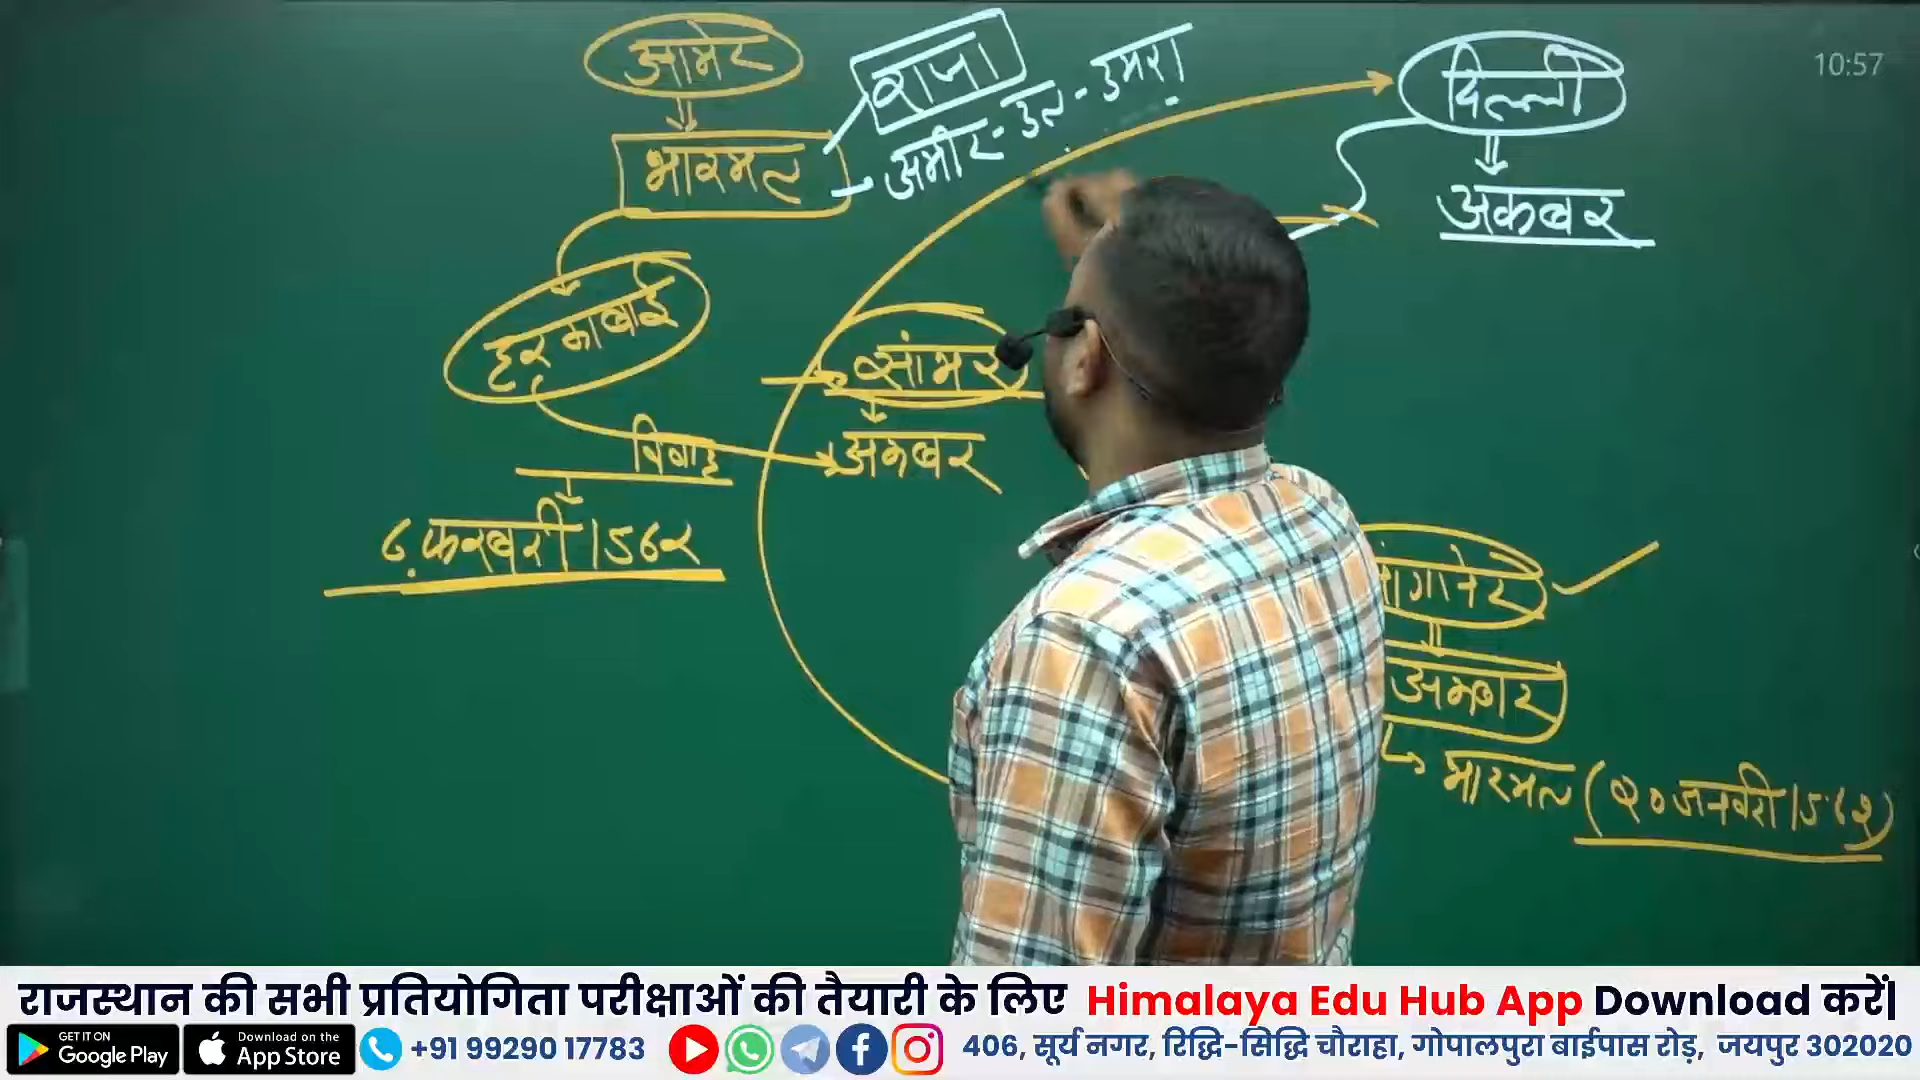 आमेर
राजा
10:57
दिल्ली
भारमल
अमीर-उल-उमरा
अकबर
हरकाबाई
सांभर
विवाह
अकबर
6 फरवरी 1562
ांगानेर
अकबर
भारमल (20 जनवरी 1562)
राजस्थान की सभी प्रतियोगिता परीक्षाओं की तैयारी के लिए Himalaya Edu Hub App Download करें|
GET IT ON Google Play
Download on the App Store
+91 99290 17783
406, सूर्य नगर, रिद्धि-सिद्धि चौराहा, गोपालपुरा बाईपास रोड़, जयपुर 302020